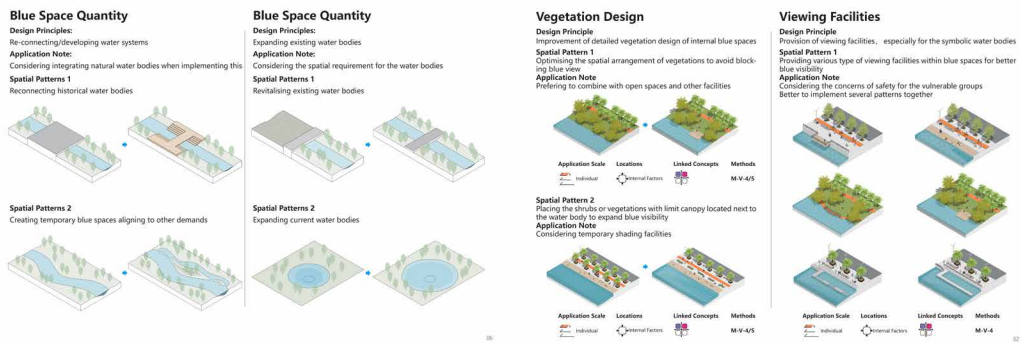 Blue Space Quantity
Design Principles:
Re-connecting/developing water systems
Application Note:
Considering integrating natural water bodies when implementing this
Spatial Patterns 1
Reconnecting historical water bodies
Spatial Patterns 2
Creating temporary blue spaces aligning to other demands
Blue Space Quantity
Design Principles:
Expanding existing water bodies
Application Note:
Considering the spatial requirement for the water bodies
Spatial Patterns 1
Revitalising existing water bodies
Spatial Patterns 2
Expanding current water bodies
06
Vegetation Design
Design Principle
Improvement of detailed vegetation design of internal blue spaces
Spatial Pattern 1
Optimising the spatial arrangement of vegetations to avoid block-
ing blue view
Application Note
Prefering to combine with open spaces and other facilities
Application Scale Locations Linked Concepts Methods
Individual Internal Factors M-V-4/5
Spatial Pattern 2
Placing the shrubs or vegetations with limit canopy located next to
the water body to expand blue visibility
Application Note
Considering temporary shading facilities
Application Scale Locations Linked Concepts Methods
Individual Internal Factors M-V-4/5
Viewing Facilities
Design Principle
Provision of viewing facilities, especially for the symbolic water bodies
Spatial Pattern 1
Providing various type of viewing facilities within blue spaces for better
blue visibility
Application Note
Considering the concerns of safety for the vulnerable groups
Better to implement several patterns together
Application Scale Locations Linked Concepts Methods
Individual Internal Factors M-V-4